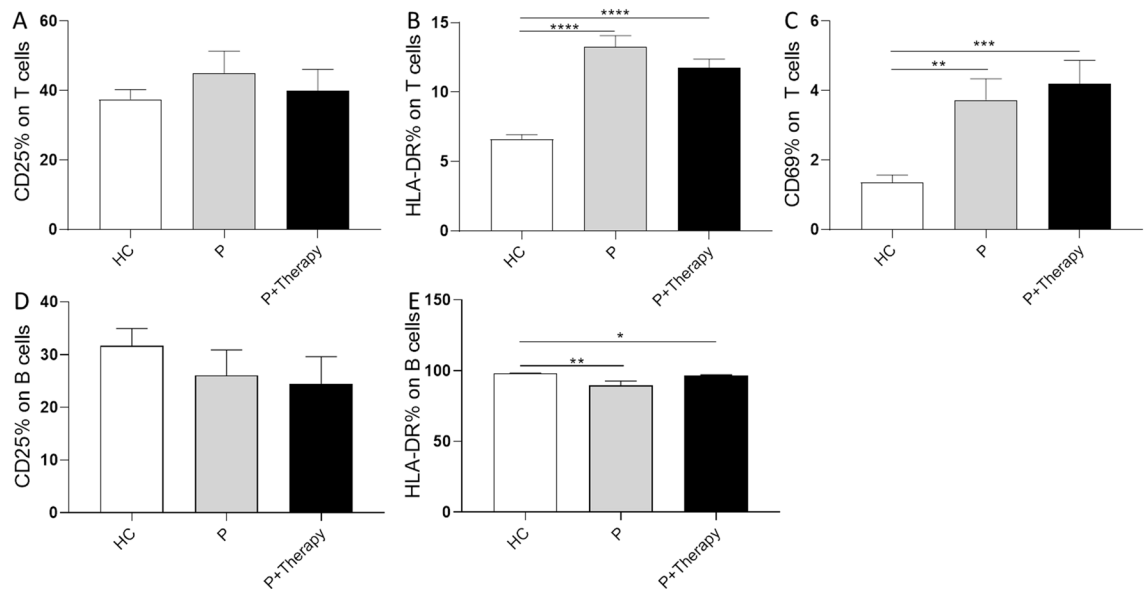 A
CD25% on T cells
60
40
20
0
HC
P
P+Therapy
B
HLA-DR% on T cells
15
10
5
0
****
****
HC
P
P+Therapy
C
CD69% on T cells
6
4
2
0
***
**
HC
P
P+Therapy
D
CD25% on B cells
40
30
20
10
0
HC
P
P+Therapy
E
HLA-DR% on B cells
150
100
50
0
*
**
HC
P
P+Therapy